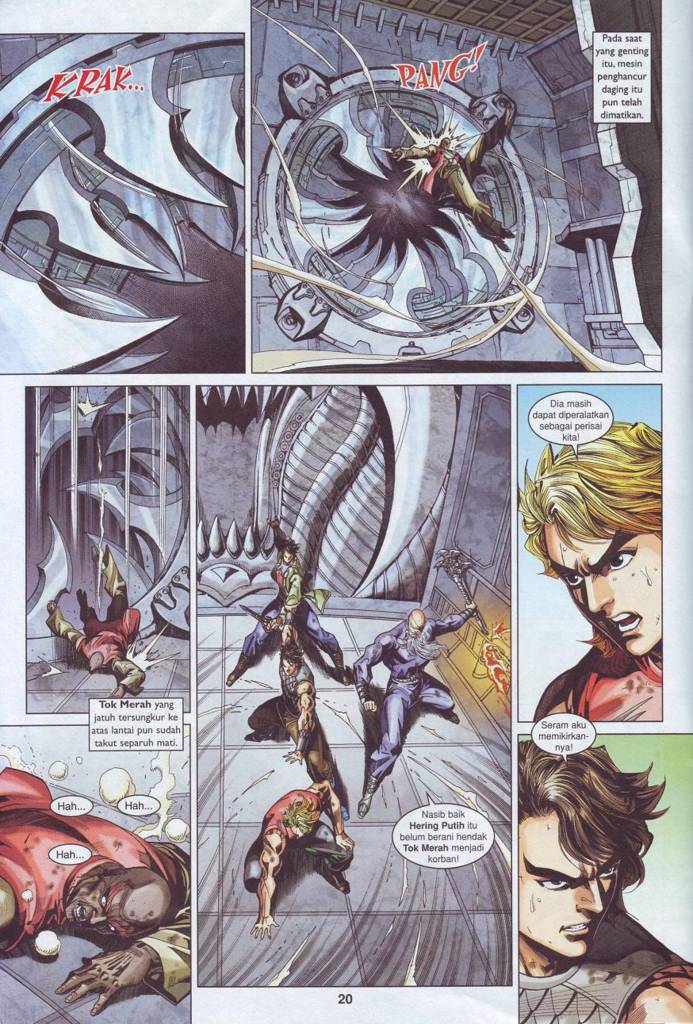 KRAK...
PANG!
Pada saat
yang genting
itu, mesin
penghancur
daging itu
pun telah
dimatikan.
Tok Merah yang
jatuh tersungkur ke
atas lantai pun sudah
takut separuh mati.
Hah...
Hah...
Hah...
Nasib baik
Hering Putih itu
belum berani hendak
Tok Merah menjadi
korban!
Dia masih
dapat diperalatkan
sebagai perisai
kita!
Seram aku
memikirkan-
nya!
20